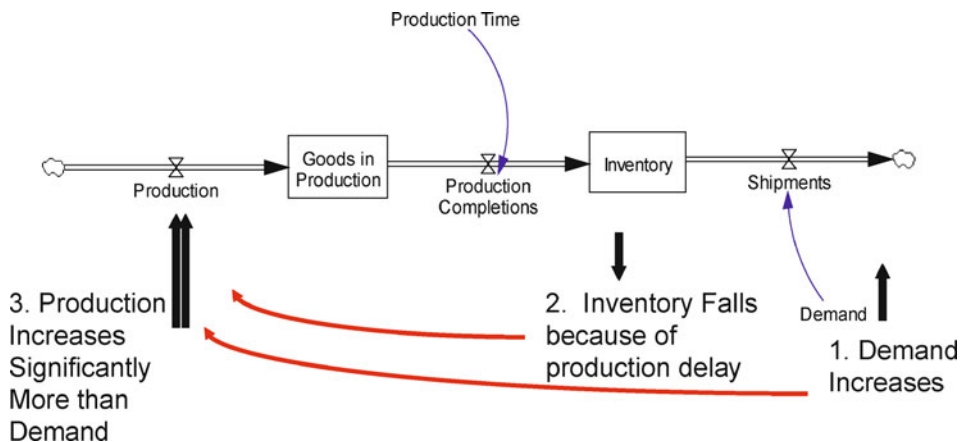 Production Time
Goods in
Production
Inventory
Production
Production
Completions
Shipments
Demand
3. Production
Increases
Significantly
More than
Demand
2. Inventory Falls
because of
production delay
1. Demand
Increases